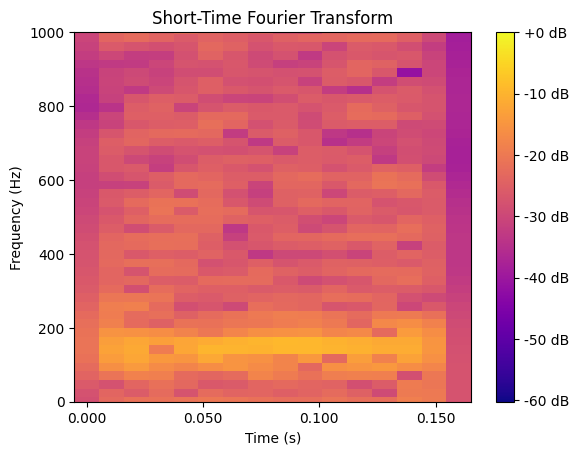 Short-Time Fourier Transform
1000
800
600
400
200
0
Frequency (Hz)
0.000
0.050
0.100
0.150
Time (s)
+0 dB
-10 dB
-20 dB
-30 dB
-40 dB
-50 dB
-60 dB